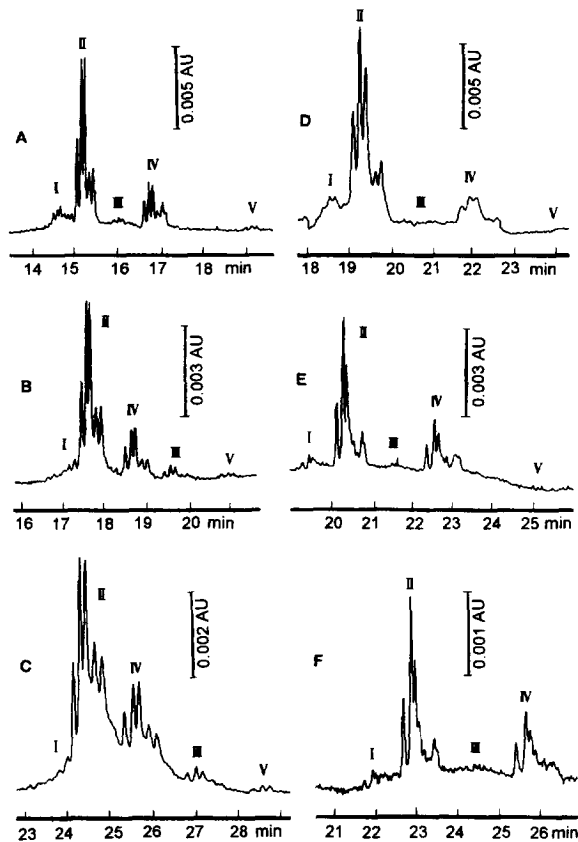 II
0.005 AU
A
I
III
IV
V
14 15 16 17 18 min
II
0.005 AU
D
I
III
IV
V
18 19 20 21 22 23 min
II
0.003 AU
B
I
IV
III
V
16 17 18 19 20 min
II
0.003 AU
E
I
III
IV
V
20 21 22 23 24 25 min
II
0.002 AU
C
I
IV
III
V
23 24 25 26 27 28 min
II
0.001 AU
F
I
III
IV
21 22 23 24 25 26 min